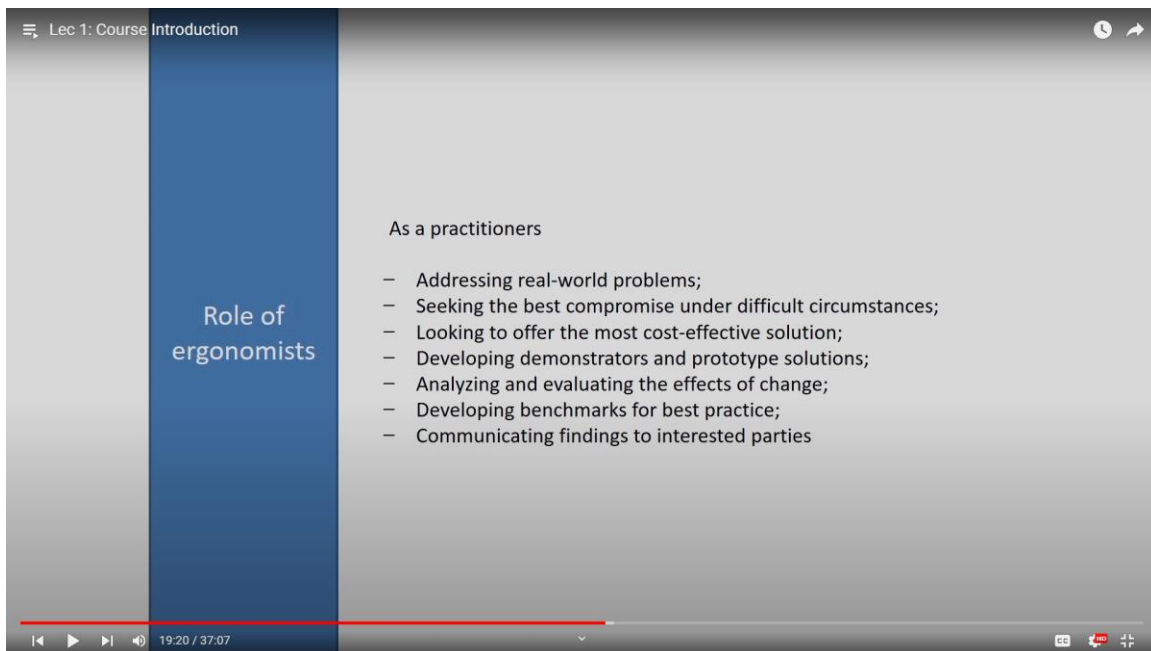 Lec 1: Course Introduction
As a practitioners
– Addressing real-world problems;
– Seeking the best compromise under difficult circumstances;
– Looking to offer the most cost-effective solution;
– Developing demonstrators and prototype solutions;
– Analyzing and evaluating the effects of change;
– Developing benchmarks for best practice;
– Communicating findings to interested parties
Role of
ergonomists
19:20 / 37:07
CC
HD